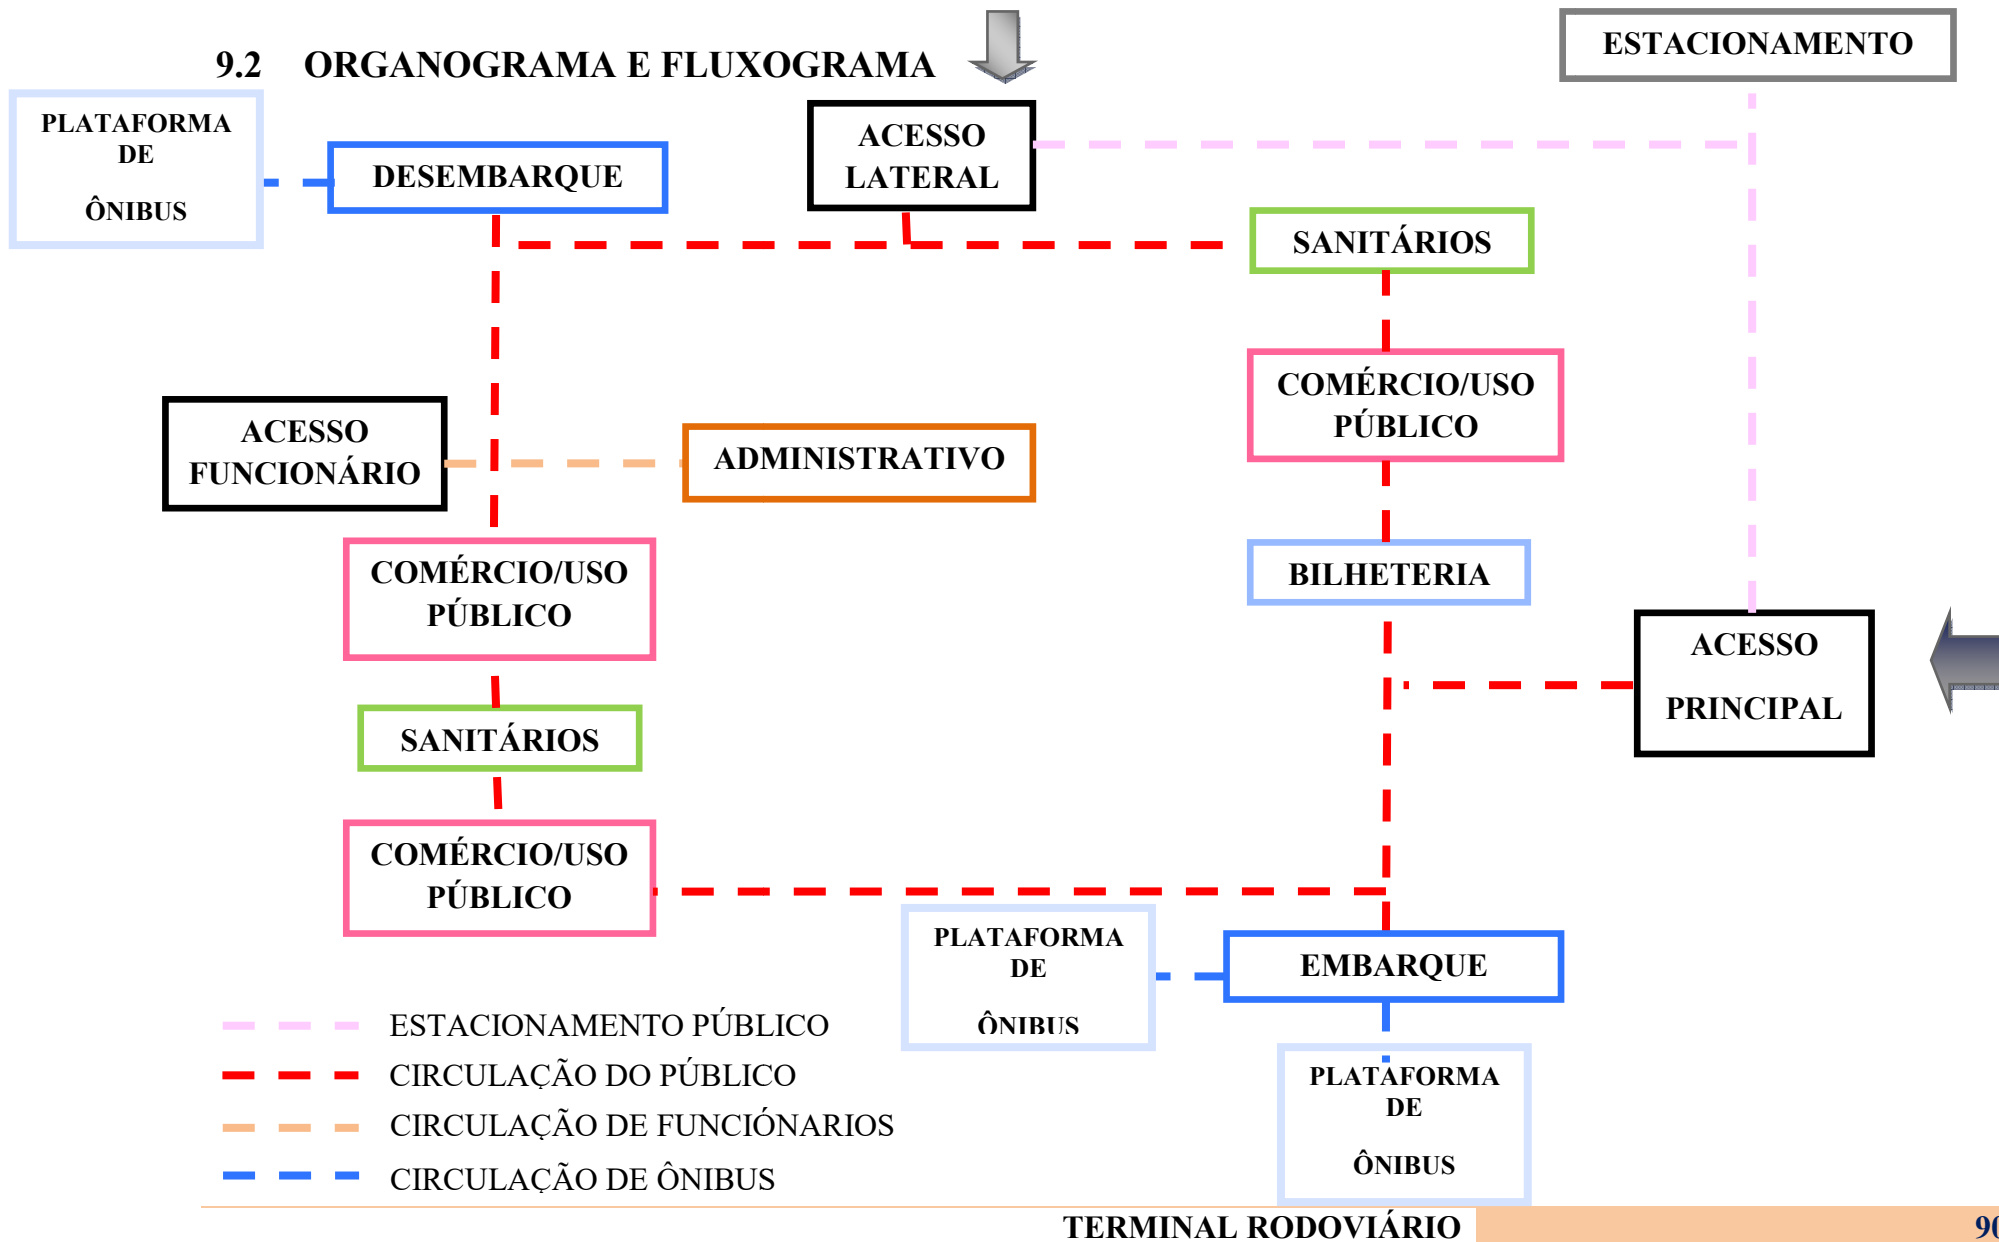 9.2 ORGANOGRAMA E FLUXOGRAMA
ESTACIONAMENTO
PLATAFORMA
DE
ÔNIBUS
DESEMBARQUE
ACESSO
LATERAL
SANITÁRIOS
COMÉRCIO/USO
PÚBLICO
ACESSO
FUNCIONÁRIO
ADMINISTRATIVO
BILHETERIA
COMÉRCIO/USO
PÚBLICO
ACESSO
PRINCIPAL
SANITÁRIOS
COMÉRCIO/USO
PÚBLICO
PLATAFORMA
DE
ÔNIBUS
EMBARQUE
PLATAFORMA
DE
ÔNIBUS
ESTACIONAMENTO PÚBLICO
CIRCULAÇÃO DO PÚBLICO
CIRCULAÇÃO DE FUNCIÓNARIOS
CIRCULAÇÃO DE ÔNIBUS
TERMINAL RODOVIÁRIO 90